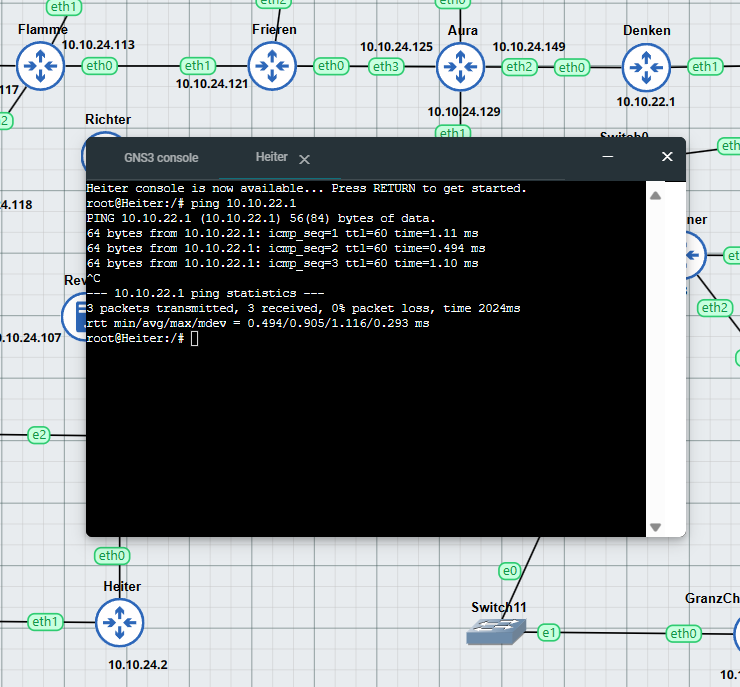 eth1
eth2
eth0
Flamme
Frieren
Aura
Denken
10.10.24.113
10.10.24.125
10.10.24.149
eth0
eth1
eth0
eth3
eth2
eth0
eth1
117
10.10.24.121
10.10.22.1
10.10.24.129
2
Richter
eth1
Switch0
eth
GNS3 console
Heiter
Heiter console is now available... Press RETURN to get started.
root@Heiter:/# ping 10.10.22.1
PING 10.10.22.1 (10.10.22.1) 56(84) bytes of data.
64 bytes from 10.10.22.1: icmp_seq=1 ttl=60 time=1.11 ms
64 bytes from 10.10.22.1: icmp_seq=2 ttl=60 time=0.494 ms
64 bytes from 10.10.22.1: icmp_seq=3 ttl=60 time=1.10 ms
^C
--- 10.10.22.1 ping statistics ---
3 packets transmitted, 3 received, 0% packet loss, time 2024ms
rtt min/avg/max/mdev = 0.494/0.905/1.116/0.293 ms
root@Heiter:/#
4.118
ner
et
Rev
eth2
.10.24.107
e2
eth0
Heiter
eth1
10.10.24.2
e0
Switch11
e1
eth0
GranzCh
10.